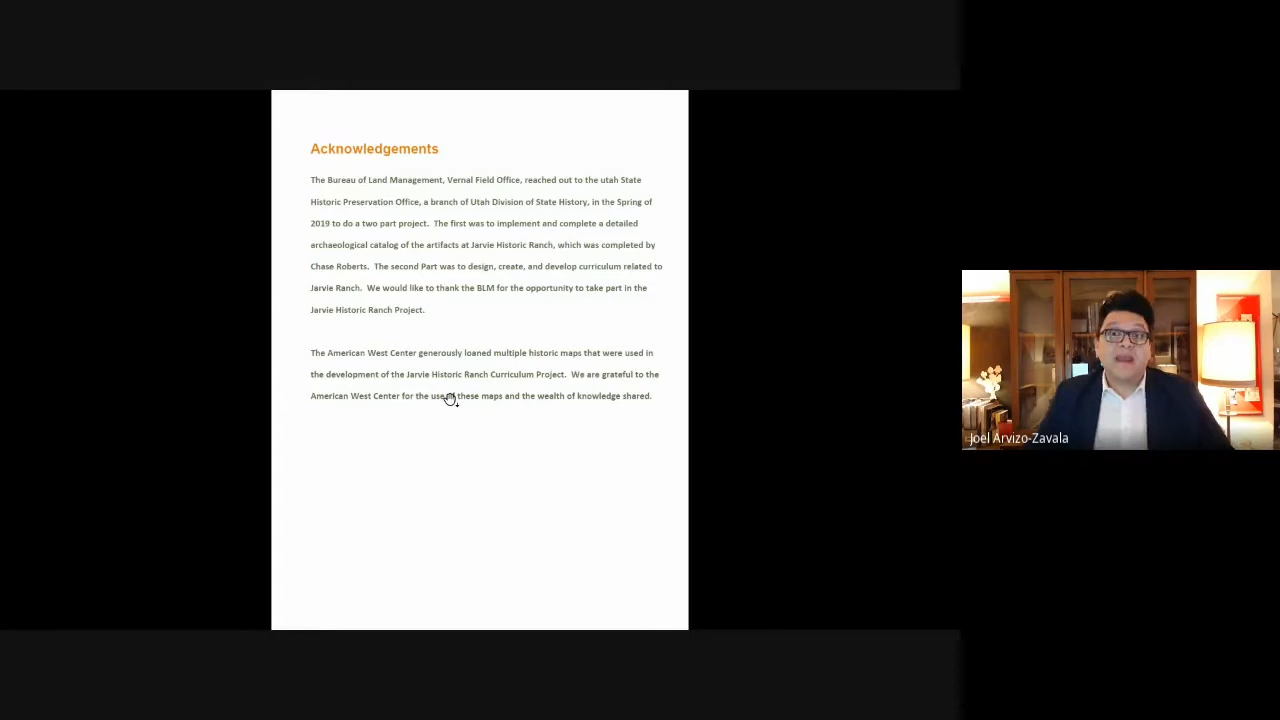 Acknowledgements
The Bureau of Land Management, Vernal Field Office, reached out to the utah State
Historic Preservation Office, a branch of Utah Division of State History, in the Spring of
2019 to do a two part project.  The first was to implement and complete a detailed
archaeological catalog of the artifacts at Jarvie Historic Ranch, which was completed by
Chase Roberts.  The second Part was to design, create, and develop curriculum related to
Jarvie Ranch.  We would like to thank the BLM for the opportunity to take part in the
Jarvie Historic Ranch Project.
The American West Center generously loaned multiple historic maps that were used in
the development of the Jarvie Historic Ranch Curriculum Project.  We are grateful to the
American West Center for the use these maps and the wealth of knowledge shared.
Joel Arvizo-Zavala